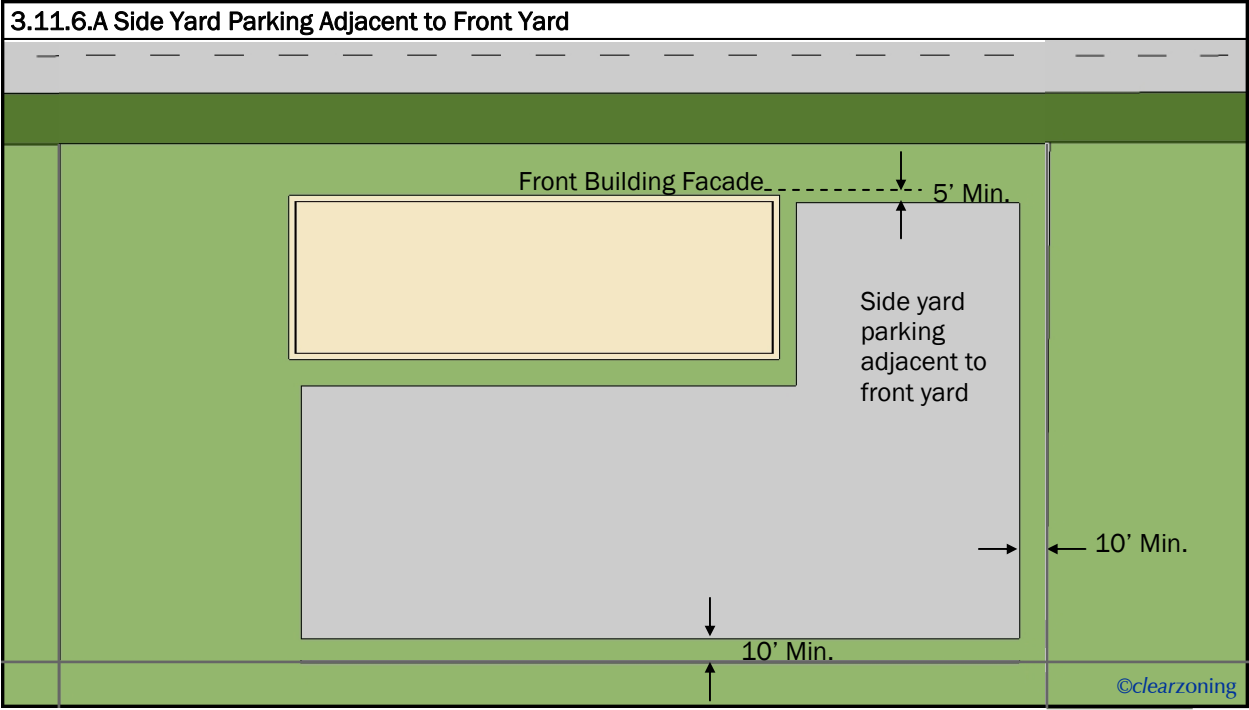 3.11.6.A Side Yard Parking Adjacent to Front Yard
Front Building Facade
5’ Min.
Side yard
parking
adjacent to
front yard
10’ Min.
10’ Min.
©clearzoning